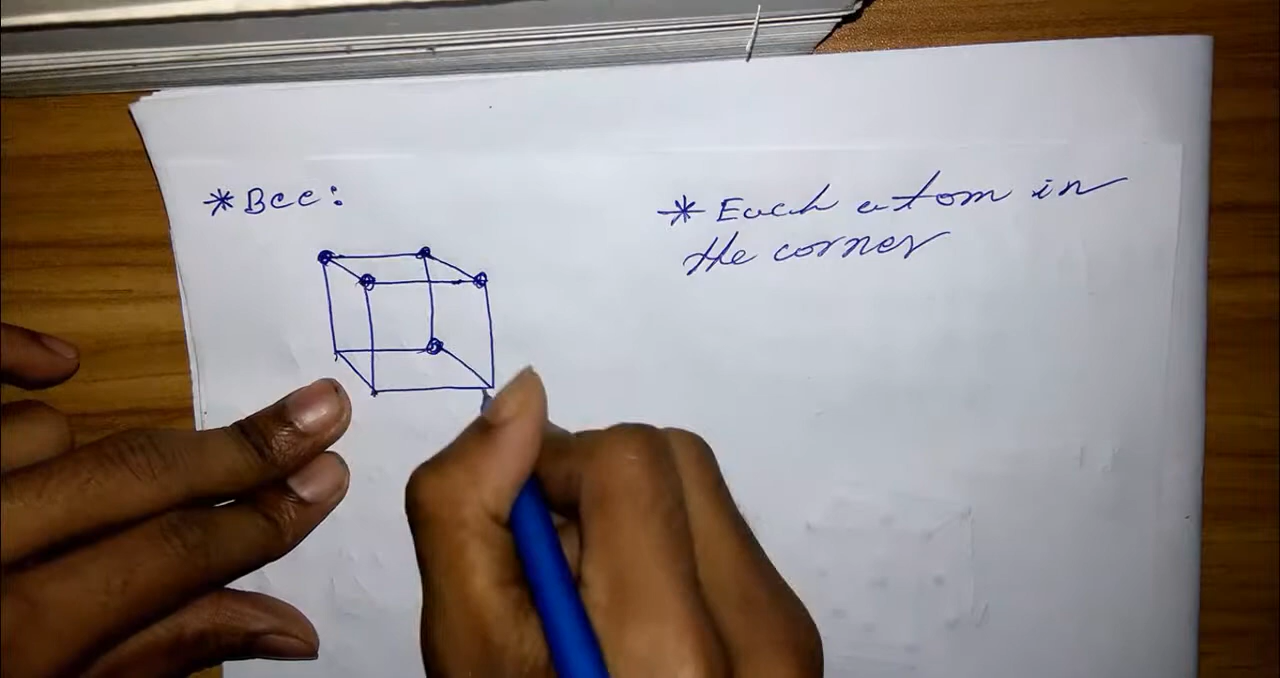 * Bcc:
* Each atom in
the corner